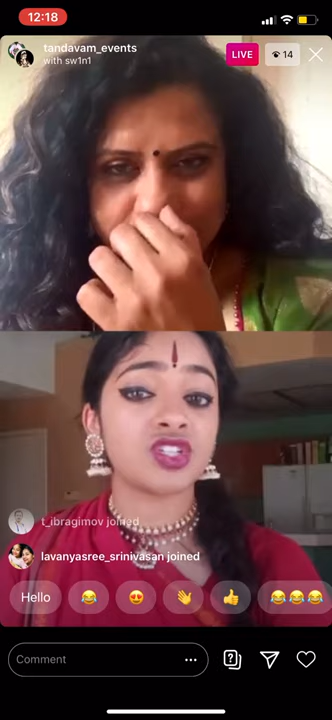 12:18
tandavam_events
with sw1n1
LIVE
14
t_ibragimov joined
lavanyasree_srinivasan joined
Hello
Comment